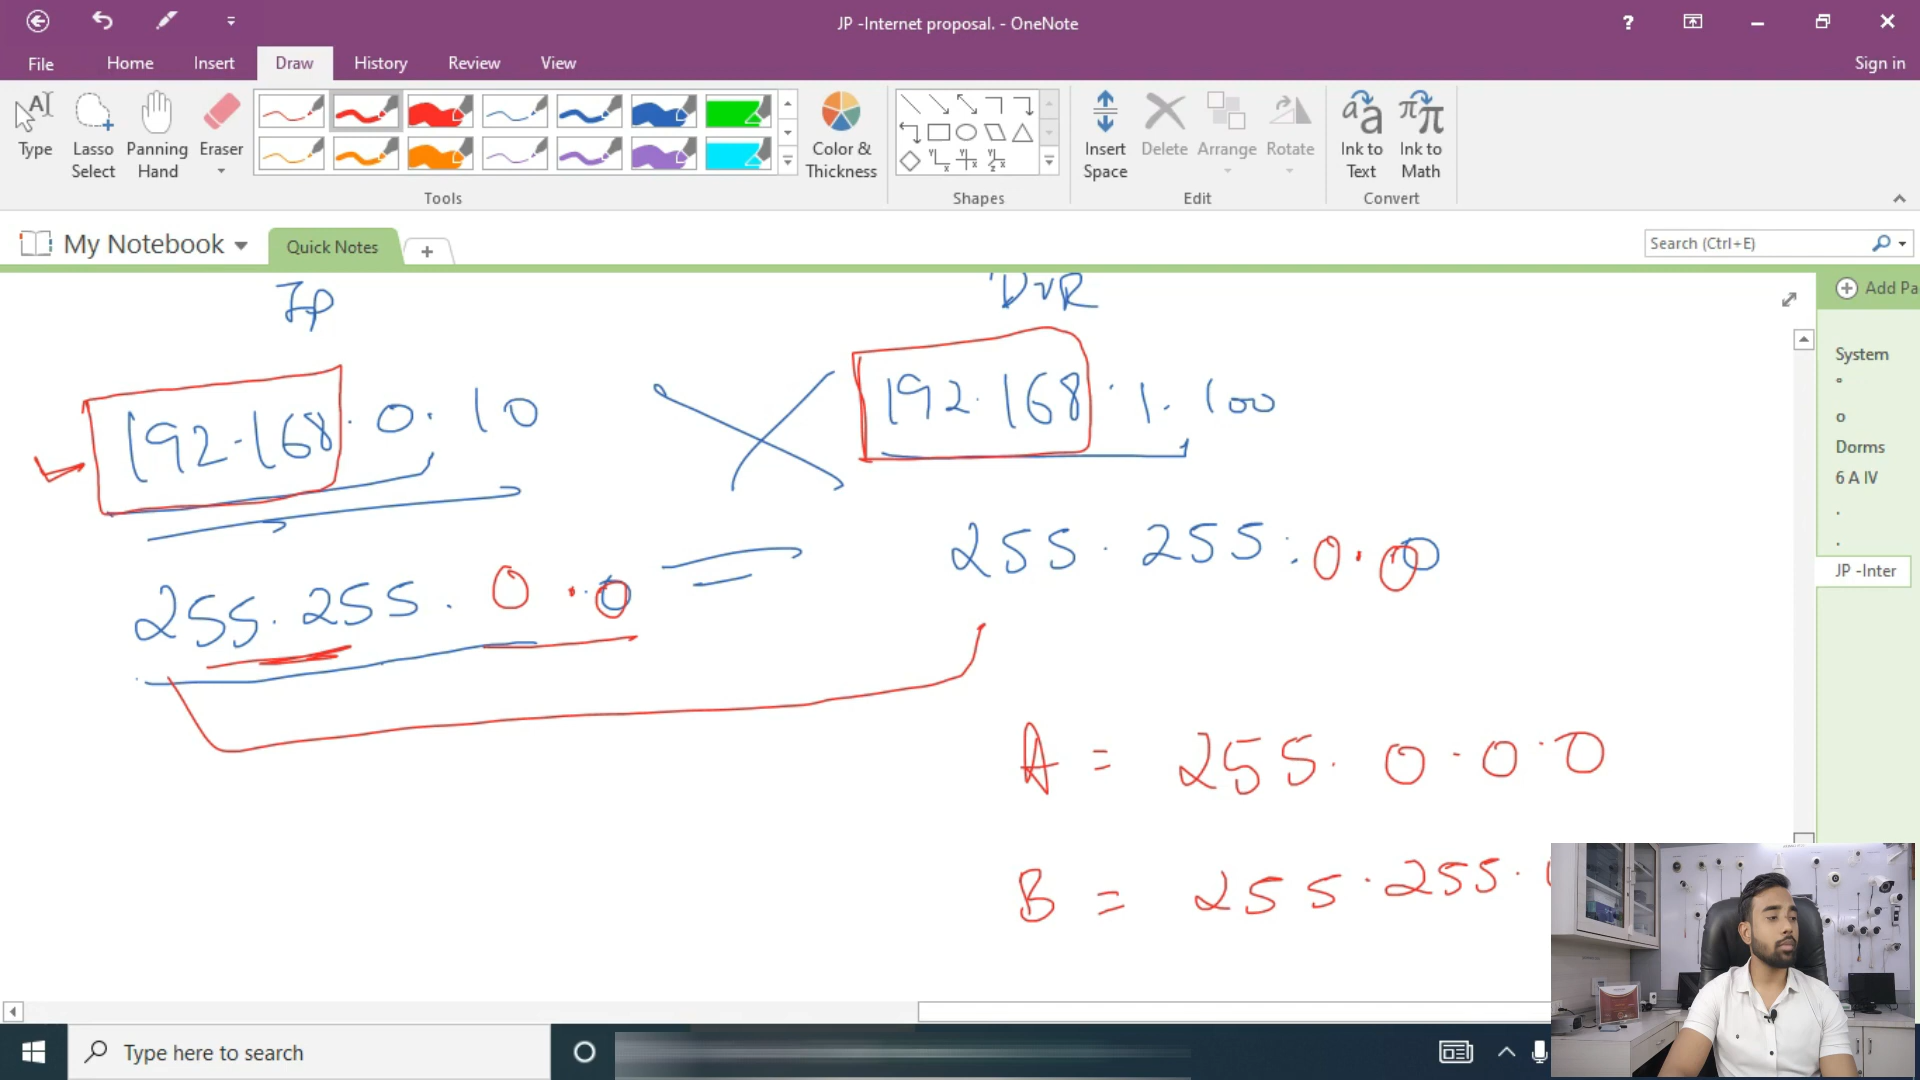 JP -Internet proposal. - OneNote
?
File Home Insert Draw History Review View Sign in
Type Lasso Select Panning Hand Eraser Color & Thickness Insert Space Delete Arrange Rotate Ink to Text Ink to Math
Tools Shapes Edit Convert
My Notebook Quick Notes + Search (Ctrl+E)
Add Pa
System
o
Dorms
6 A IV
.
.
JP -Inter
IP DVR
192.168.0.10 192.168.1.100
255.255.0.0 = 255.255.0.0
A = 255.0.0.0
B = 255.255.
Type here to search